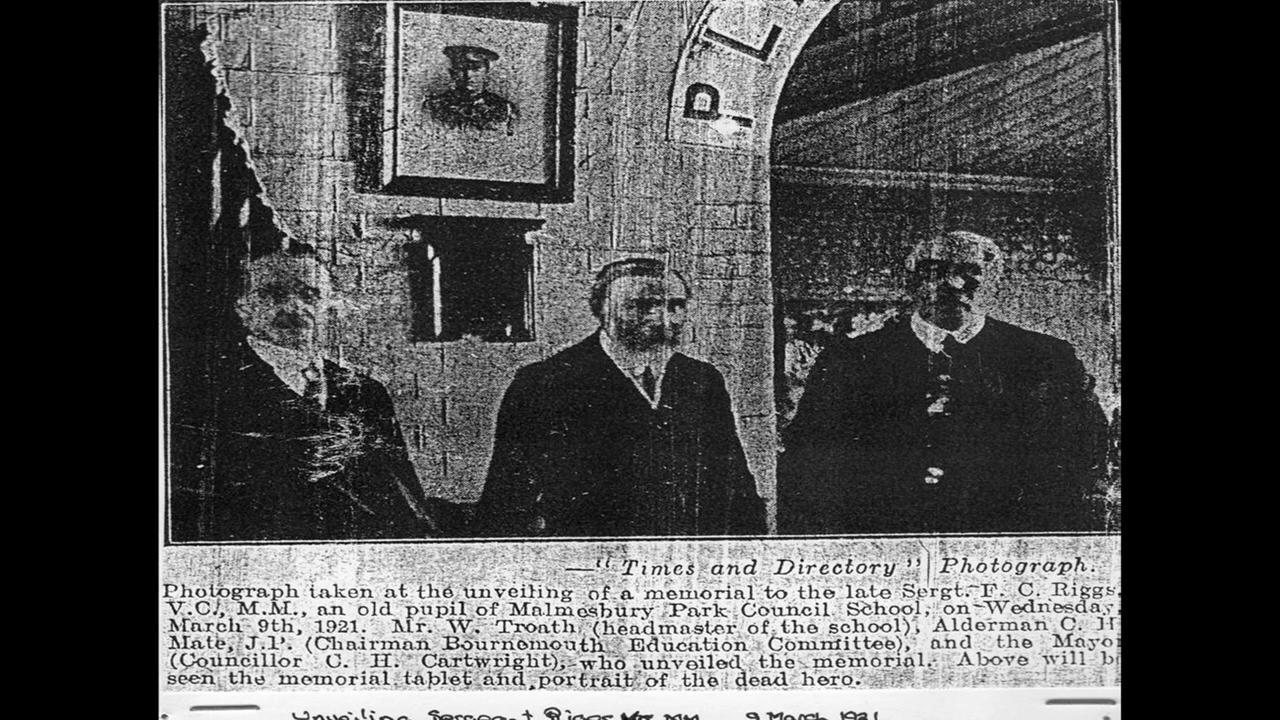 PL
—"Times and Directory" Photograph.
Photograph taken at the unveiling of a memorial to the late Sergt. F. C. Riggs,
V.C., M.M., an old pupil of Malmesbury Park Council School, on Wednesday,
March 9th, 1921. Mr. W. Troath (headmaster of the school), Alderman C. H
Mate, J.P. (Chairman Bournemouth Education Committee), and the Mayo
(Councillor C. H. Cartwright), who unveiled the memorial. Above will b
seen the memorial tablet and portrait of the dead hero.
Unveiling Sergeant Riggs 9 March 1921